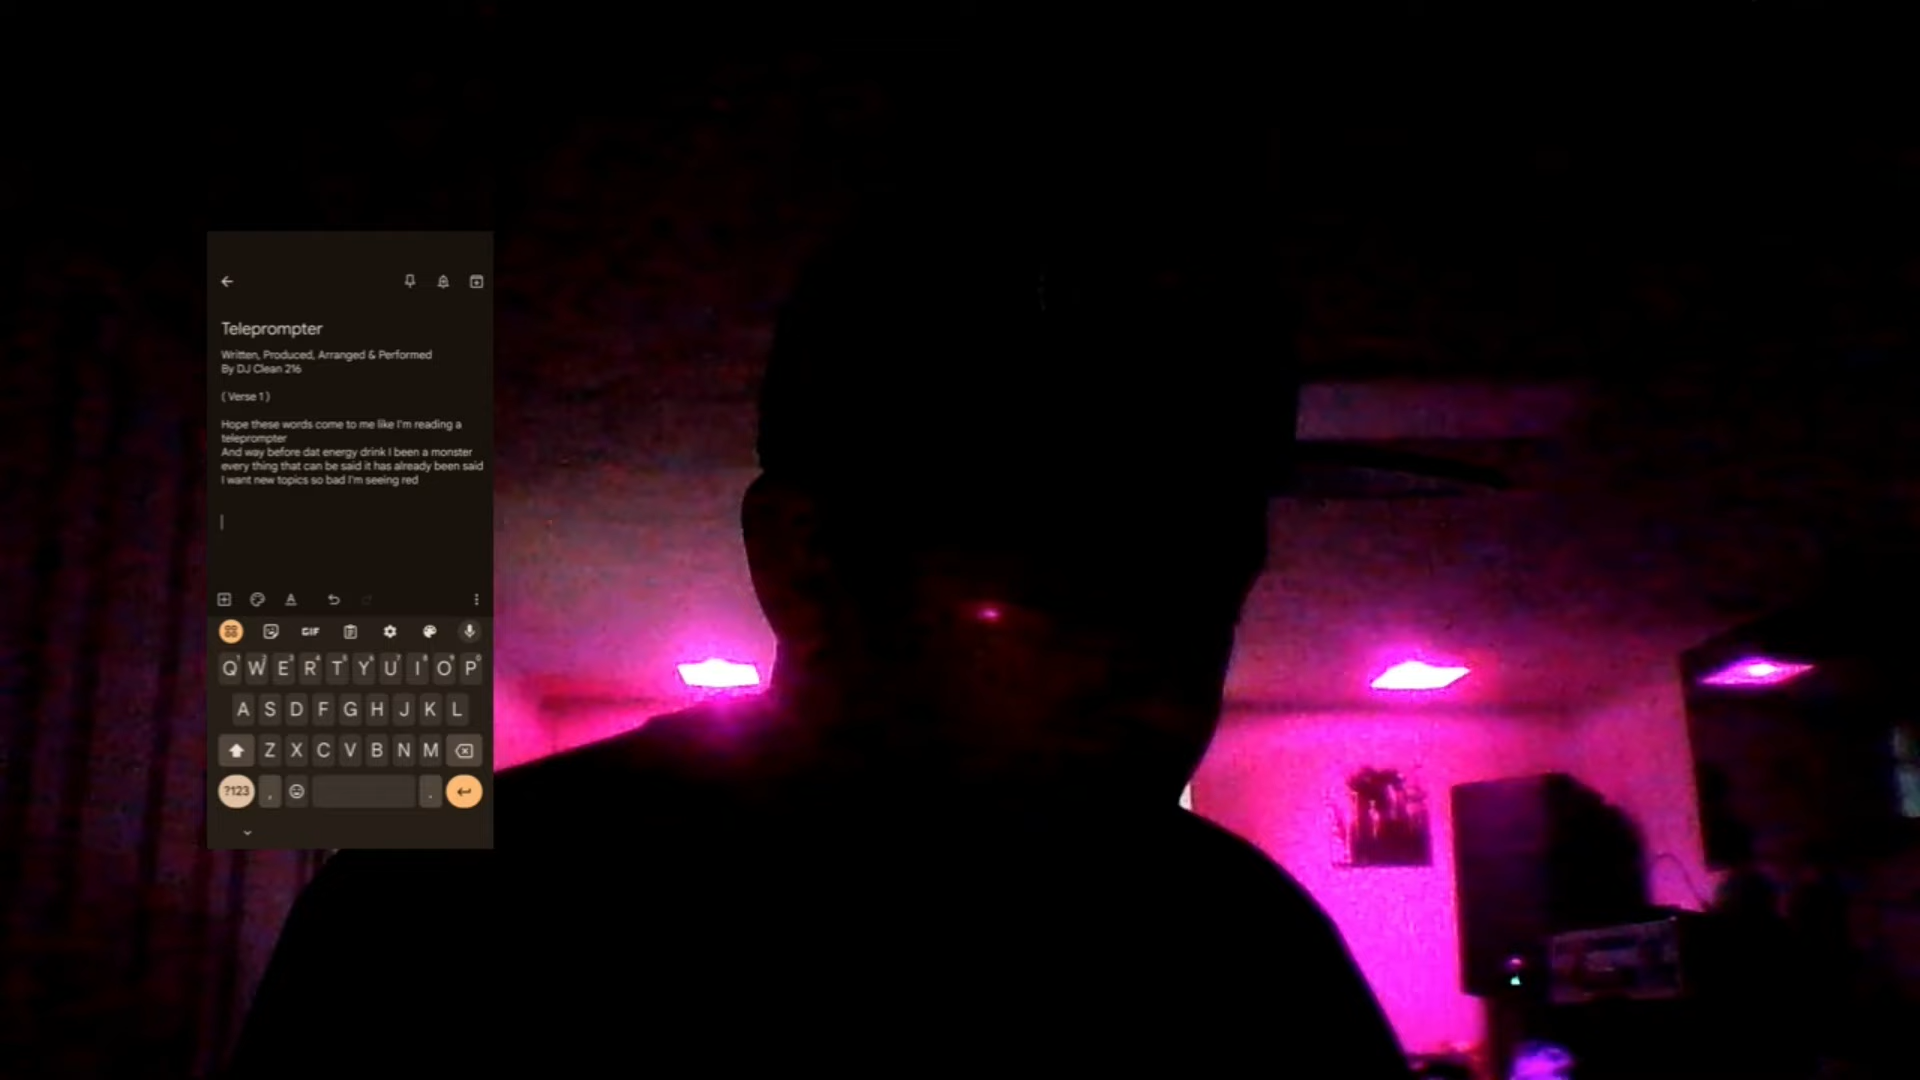 Teleprompter
Written, Produced, Arranged & Performed
By DJ Clean 216
( Verse 1 )
Hope these words come to me like I'm reading a
teleprompter
And way before dat energy drink I been a monster
every thing that can be said it has already been said
I want new topics so bad I'm seeing red
GIF
Q W E R T Y U I O P
A S D F G H J K L
Z X C V B N M
?123 , .